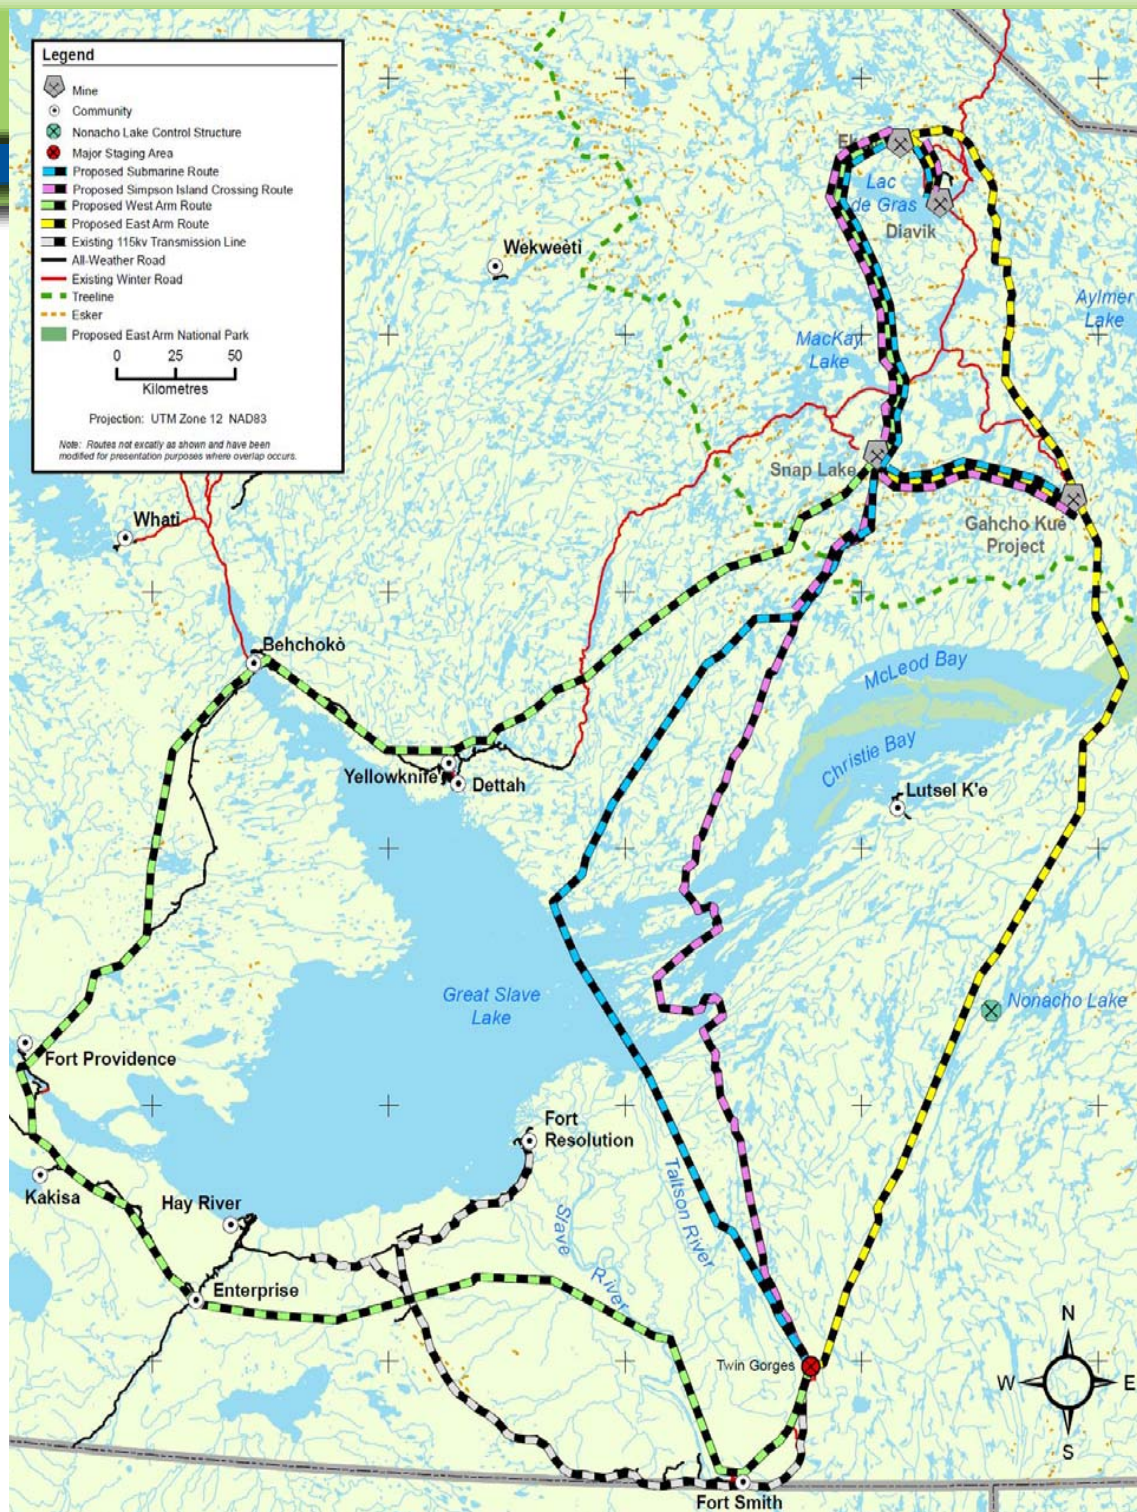 Legend
Mine
Community
Nonacho Lake Control Structure
Major Staging Area
Proposed Submarine Route
Proposed Simpson Island Crossing Route
Proposed West Arm Route
Proposed East Arm Route
Existing 115kv Transmission Line
All-Weather Road
Existing Winter Road
Treeline
Esker
Proposed East Arm National Park
0 25 50
Kilometres
Projection: UTM Zone 12 NAD83
Note: Routes not excatly as shown and have been
modified for presentation purposes where overlap occurs.
Lac
de Gras
Diavik
Wekweèti
Aylmer
Lake
MacKay
Lake
Snap Lake
Gahcho Kué
Project
Whati
Behchokò
McLeod Bay
Christie Bay
Yellowknife
Dettah
Lutsel K'e
Great Slave
Lake
Nonacho Lake
Fort Providence
Fort
Resolution
Kakisa
Hay River
Slave
River
Taltson River
Enterprise
Twin Gorges
N
W
E
S
Fort Smith